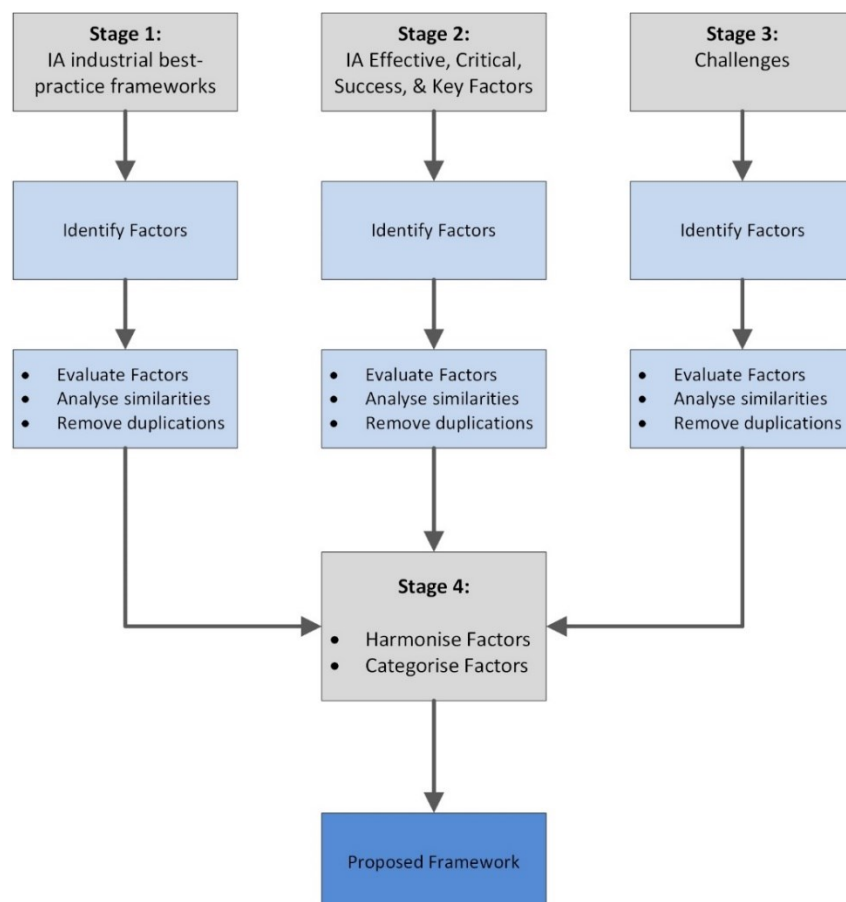 Stage 1:
IA industrial best-
practice frameworks
Stage 2:
IA Effective, Critical,
Success, & Key Factors
Stage 3:
Challenges
Identify Factors
Identify Factors
Identify Factors
• Evaluate Factors
• Analyse similarities
• Remove duplications
• Evaluate Factors
• Analyse similarities
• Remove duplications
• Evaluate Factors
• Analyse similarities
• Remove duplications
Stage 4:
• Harmonise Factors
• Categorise Factors
Proposed Framework